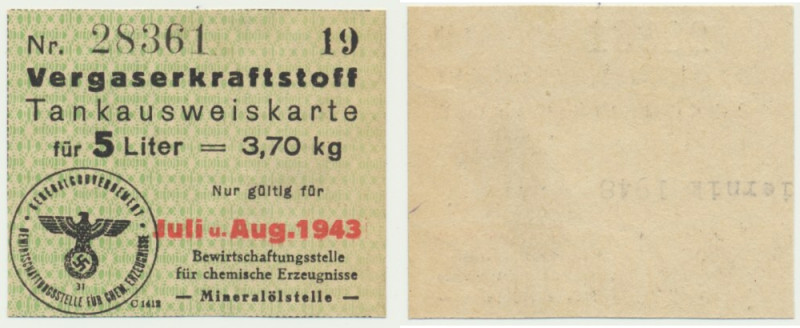 Nr. 28361 19
Vergaserkraftstoff
Tankausweiskarte
für 5 Liter = 3,70 kg
Nur gültig für
Juli u. Aug. 1943
Bewirtschaftungsstelle
für chemische Erzeugnisse
— Mineralölstelle —
C 1412
GENERALGOUVERNEMENT
BEWIRTSCHAFTUNGSSTELLE FÜR CHEM. ERZEUGNISSE
31